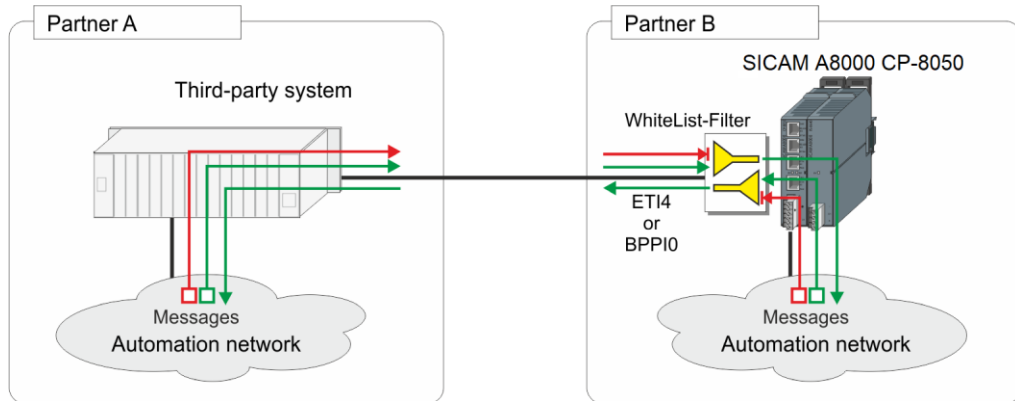 Partner A
Third-party system
Messages
Automation network
Partner B
SICAM A8000 CP-8050
WhiteList-Filter
ETI4
or
BPPI0
Messages
Automation network